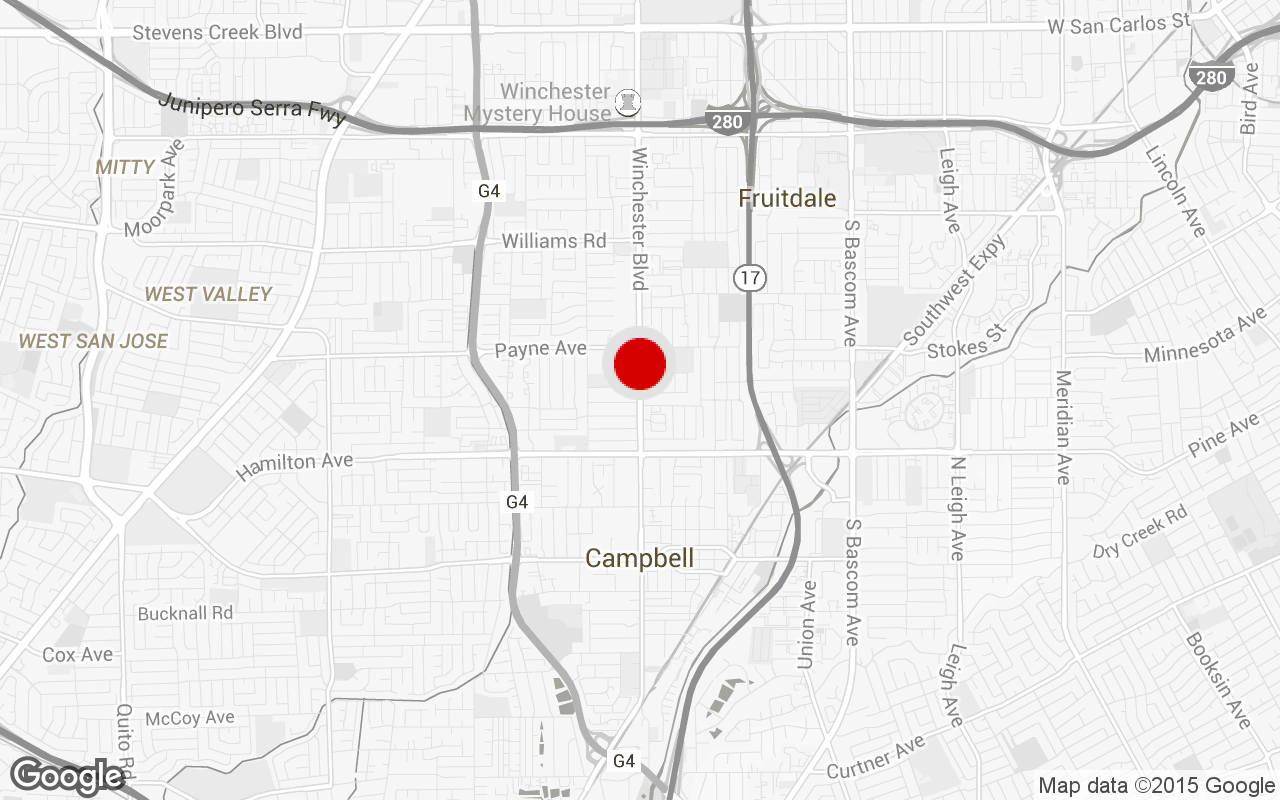 Stevens Creek Blvd
W San Carlos St
280
Bird Ave
Winchester
Mystery House
Junipero Serra Fwy
280
MITTY
Moorpark Ave
Winchester Blvd
Leigh Ave
Lincoln Ave
G4
Fruitdale
S Bascom Ave
Williams Rd
Southwest Expy
17
WEST VALLEY
WEST SAN JOSE
Payne Ave
Stokes St
Minnesota Ave
Meridian Ave
Pine Ave
Hamilton Ave
N Leigh Ave
G4
Dry Creek Rd
S Bascom Ave
Campbell
Union Ave
Bucknall Rd
Cox Ave
Leigh Ave
Booksin Ave
Quito Rd
McCoy Ave
Curtner Ave
G4
Google
Map data ©2015 Google